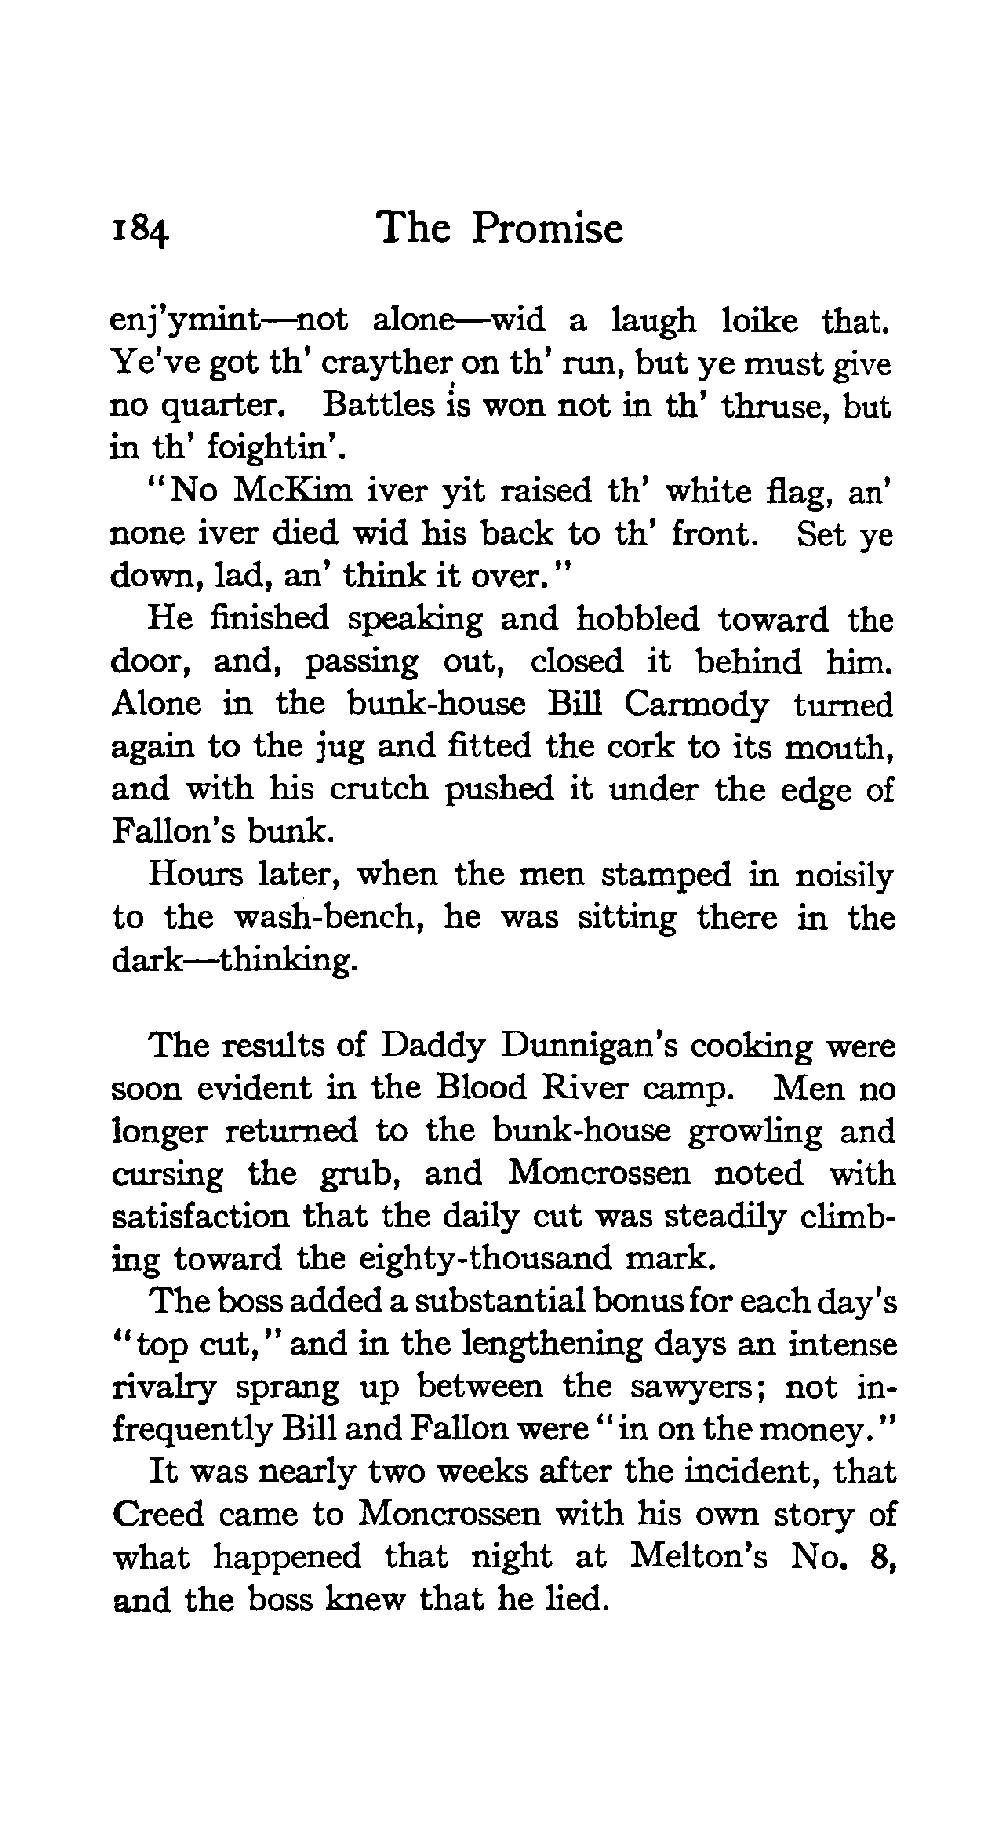 184 The Promise
enj'ymint—not alone—wid a laugh loike that.
Ye've got th' crayther on th' run, but ye must give
no quarter. Battles is won not in th' thruse, but
in th' foightin'.
"No McKim iver yit raised th' white flag, an'
none iver died wid his back to th' front. Set ye
down, lad, an' think it over."
He finished speaking and hobbled toward the
door, and, passing out, closed it behind him.
Alone in the bunk-house Bill Carmody turned
again to the jug and fitted the cork to its mouth,
and with his crutch pushed it under the edge of
Fallon's bunk.
Hours later, when the men stamped in noisily
to the wash-bench, he was sitting there in the
dark—thinking.
The results of Daddy Dunnigan's cooking were
soon evident in the Blood River camp. Men no
longer returned to the bunk-house growling and
cursing the grub, and Moncrossen noted with
satisfaction that the daily cut was steadily climb-
ing toward the eighty-thousand mark.
The boss added a substantial bonus for each day's
"top cut," and in the lengthening days an intense
rivalry sprang up between the sawyers; not in-
frequently Bill and Fallon were "in on the money."
It was nearly two weeks after the incident, that
Creed came to Moncrossen with his own story of
what happened that night at Melton's No. 8,
and the boss knew that he lied.